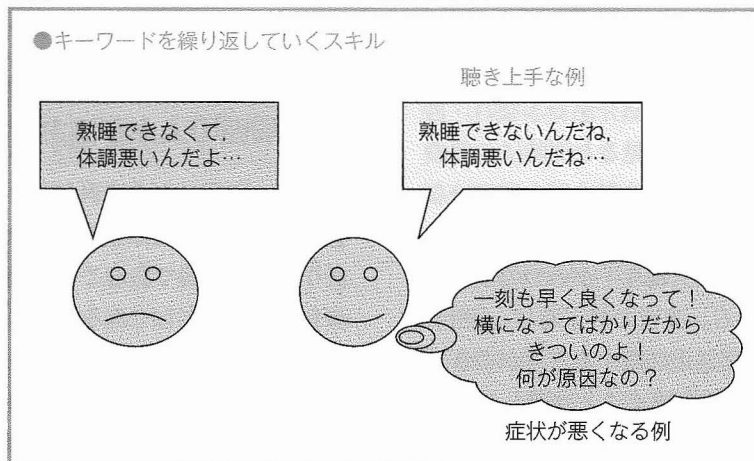 ●キーワードを繰り返していくスキル
聴き上手な例
熟睡できなくて,
体調悪いんだよ…
熟睡できないんだね,
体調悪いんだね…
一刻も早く良くなって！
横になってばかりだから
きついのよ！
何が原因なの？
症状が悪くなる例